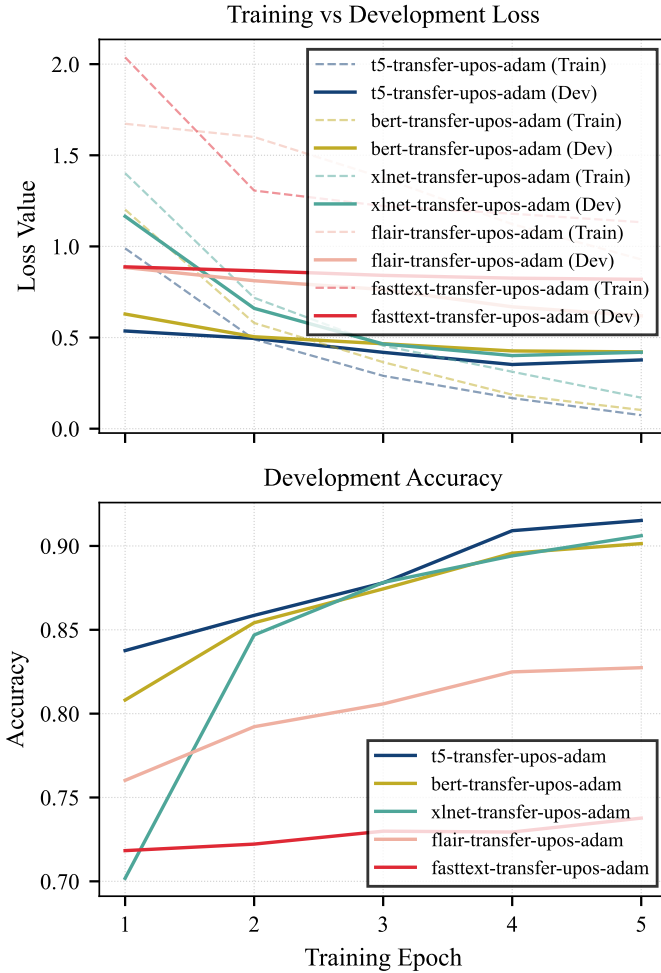 Training vs Development Loss
2.0
1.5
1.0
0.5
0.0
Loss Value
t5-transfer-upos-adam (Train)
t5-transfer-upos-adam (Dev)
bert-transfer-upos-adam (Train)
bert-transfer-upos-adam (Dev)
xlnet-transfer-upos-adam (Train)
xlnet-transfer-upos-adam (Dev)
flair-transfer-upos-adam (Train)
flair-transfer-upos-adam (Dev)
fasttext-transfer-upos-adam (Train)
fasttext-transfer-upos-adam (Dev)
Development Accuracy
0.90
0.85
0.80
0.75
0.70
Accuracy
t5-transfer-upos-adam
bert-transfer-upos-adam
xlnet-transfer-upos-adam
flair-transfer-upos-adam
fasttext-transfer-upos-adam
1 2 3 4 5
Training Epoch